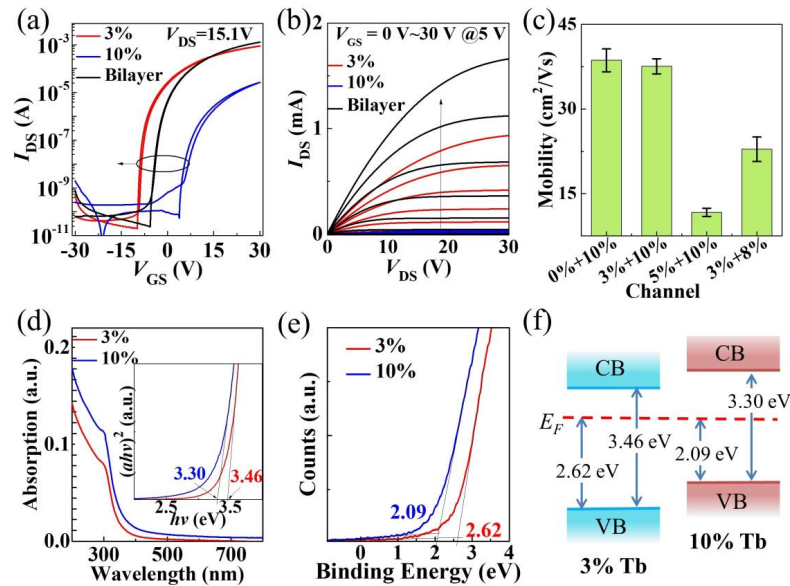 (a)
3%
10%
Bilayer
V_DS=15.1V
10^-3
10^-5
10^-7
10^-9
10^-11
I_DS (A)
-30 -15 0 15 30
V_GS (V)
(b)
V_GS = 0 V~30 V @5 V
3%
10%
Bilayer
2
1
0
I_DS (mA)
0 10 20 30
V_DS (V)
(c)
Mobility (cm²/Vs)
45
30
15
0%+10% 3%+10% 5%+10% 3%+8%
Channel
(d)
3%
10%
0.2
0.1
0.0
Absorption (a.u.)
(ahν)² (a.u.)
3.30 3.46
2.5 3.5
hν (eV)
400 600 800
Wavelength (nm)
(e)
3%
10%
Counts (a.u.)
2.09
2.62
0 1 2 3 4
Binding Energy (eV)
(f)
CB CB
3.30 eV
E_F
3.46 eV
2.62 eV
2.09 eV
VB
VB
3% Tb 10% Tb